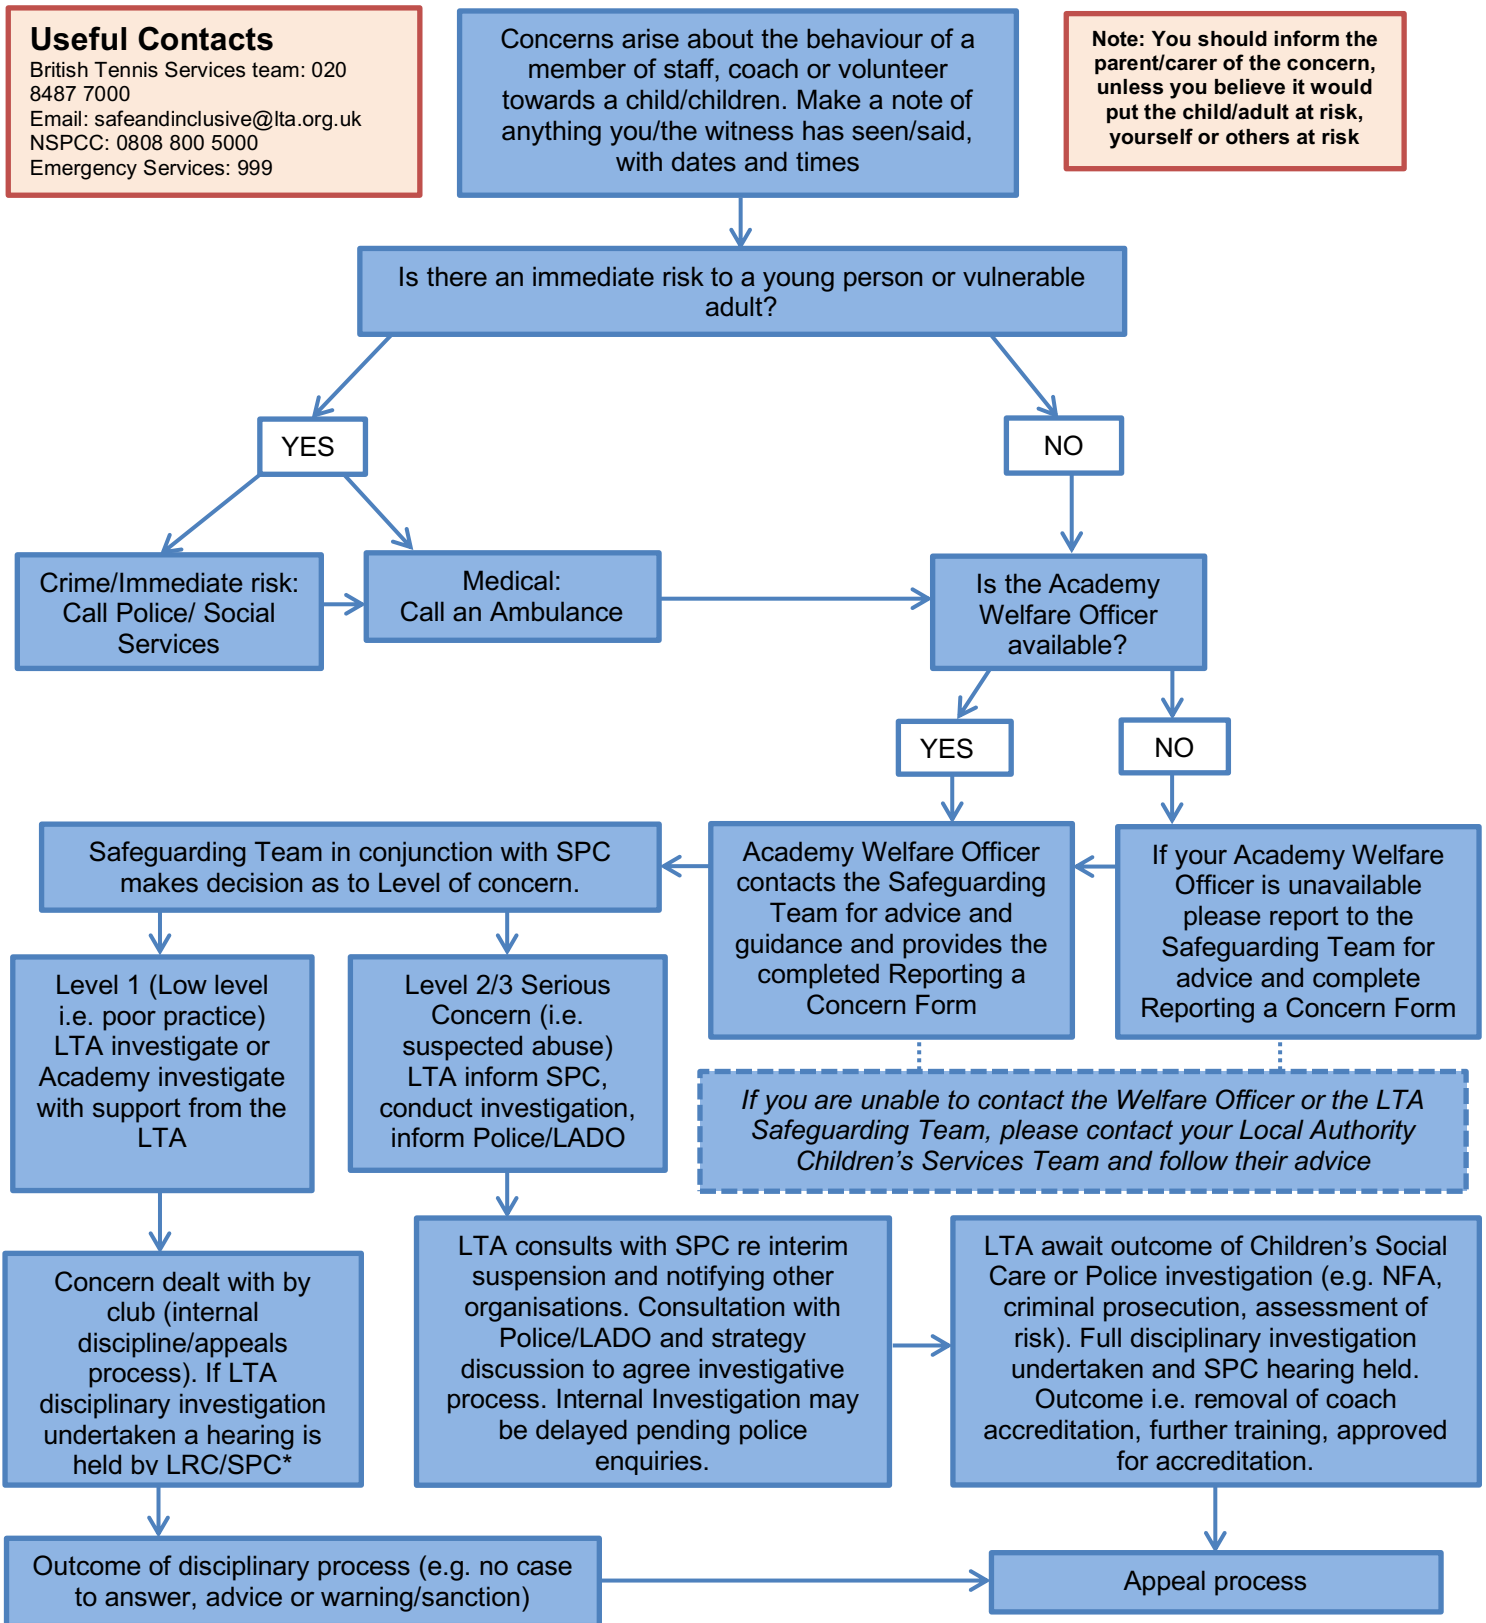 Useful Contacts
British Tennis Services team: 020
8487 7000
Email: safeandinclusive@lta.org.uk
NSPCC: 0808 800 5000
Emergency Services: 999
Concerns arise about the behaviour of a
member of staff, coach or volunteer
towards a child/children. Make a note of
anything you/the witness has seen/said,
with dates and times
Note: You should inform the
parent/carer of the concern,
unless you believe it would
put the child/adult at risk,
yourself or others at risk
Is there an immediate risk to a young person or vulnerable
adult?
YES
NO
Crime/Immediate risk:
Call Police/ Social
Services
Medical:
Call an Ambulance
Is the Academy
Welfare Officer
available?
YES
NO
Safeguarding Team in conjunction with SPC
makes decision as to Level of concern.
Academy Welfare Officer
contacts the Safeguarding
Team for advice and
guidance and provides the
completed Reporting a
Concern Form
If your Academy Welfare
Officer is unavailable
please report to the
Safeguarding Team for
advice and complete
Reporting a Concern Form
Level 1 (Low level
i.e. poor practice)
LTA investigate or
Academy investigate
with support from the
LTA
Level 2/3 Serious
Concern (i.e.
suspected abuse)
LTA inform SPC,
conduct investigation,
inform Police/LADO
If you are unable to contact the Welfare Officer or the LTA
Safeguarding Team, please contact your Local Authority
Children's Services Team and follow their advice
Concern dealt with by
club (internal
discipline/appeals
process). If LTA
disciplinary investigation
undertaken a hearing is
held by LRC/SPC*
LTA consults with SPC re interim
suspension and notifying other
organisations. Consultation with
Police/LADO and strategy
discussion to agree investigative
process. Internal Investigation may
be delayed pending police
enquiries.
LTA await outcome of Children's Social
Care or Police investigation (e.g. NFA,
criminal prosecution, assessment of
risk). Full disciplinary investigation
undertaken and SPC hearing held.
Outcome i.e. removal of coach
accreditation, further training, approved
for accreditation.
Outcome of disciplinary process (e.g. no case
to answer, advice or warning/sanction)
Appeal process